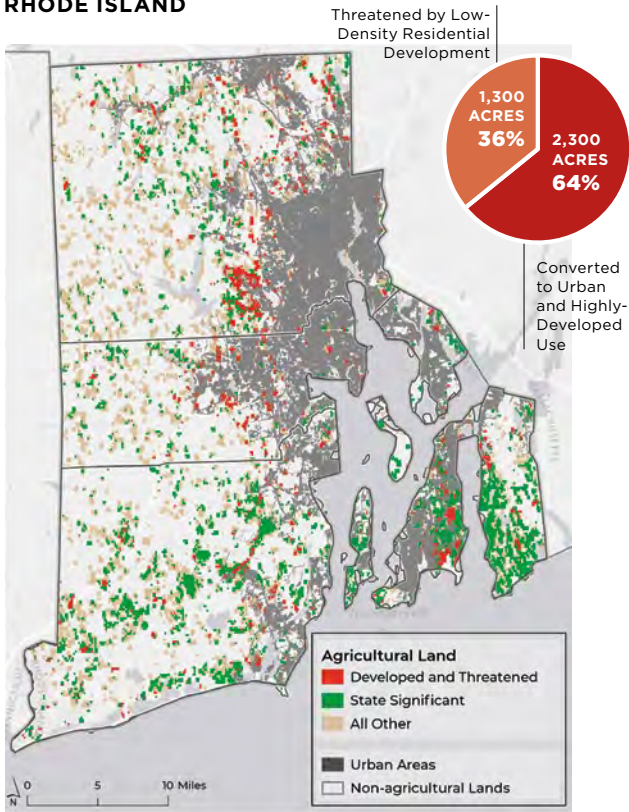 RHODE ISLAND
Threatened by Low-
Density Residential
Development
1,300
ACRES
36%
2,300
ACRES
64%
Converted
to Urban
and Highly-
Developed
Use
Agricultural Land
Developed and Threatened
State Significant
All Other
Urban Areas
Non-agricultural Lands
N
0 5 10 Miles